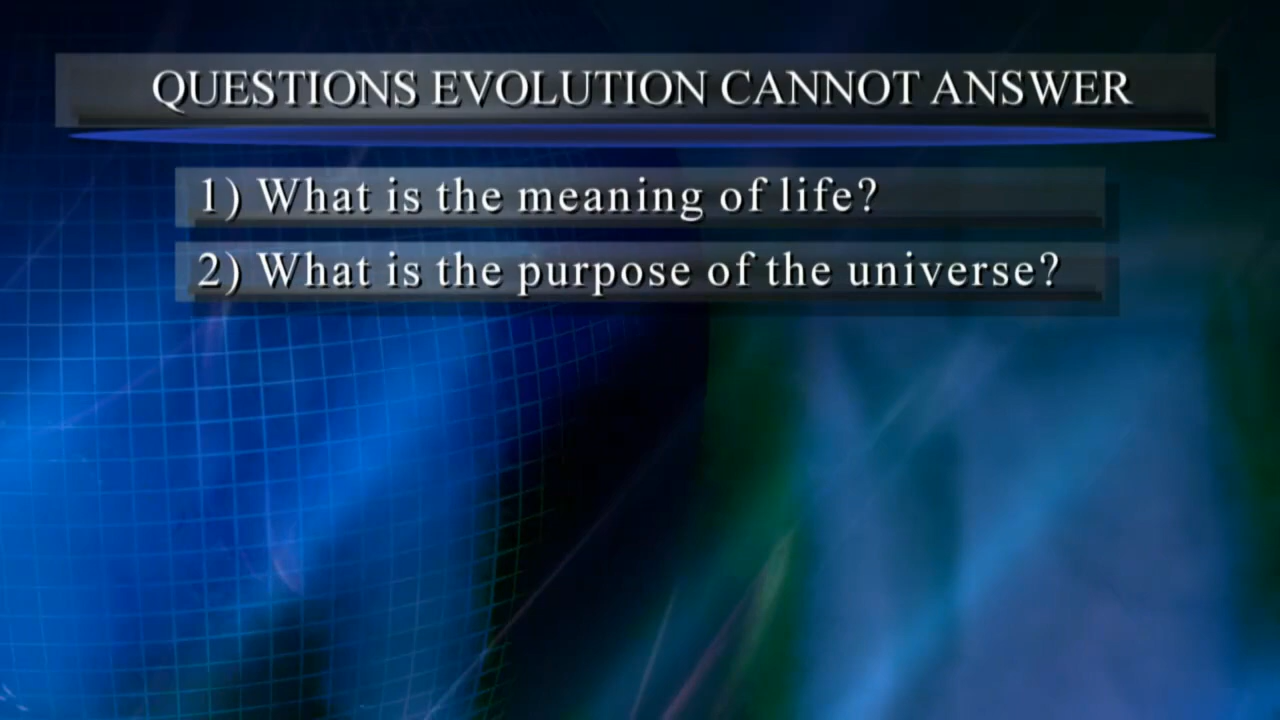 QUESTIONS EVOLUTION CANNOT ANSWER
1) What is the meaning of life?
2) What is the purpose of the universe?